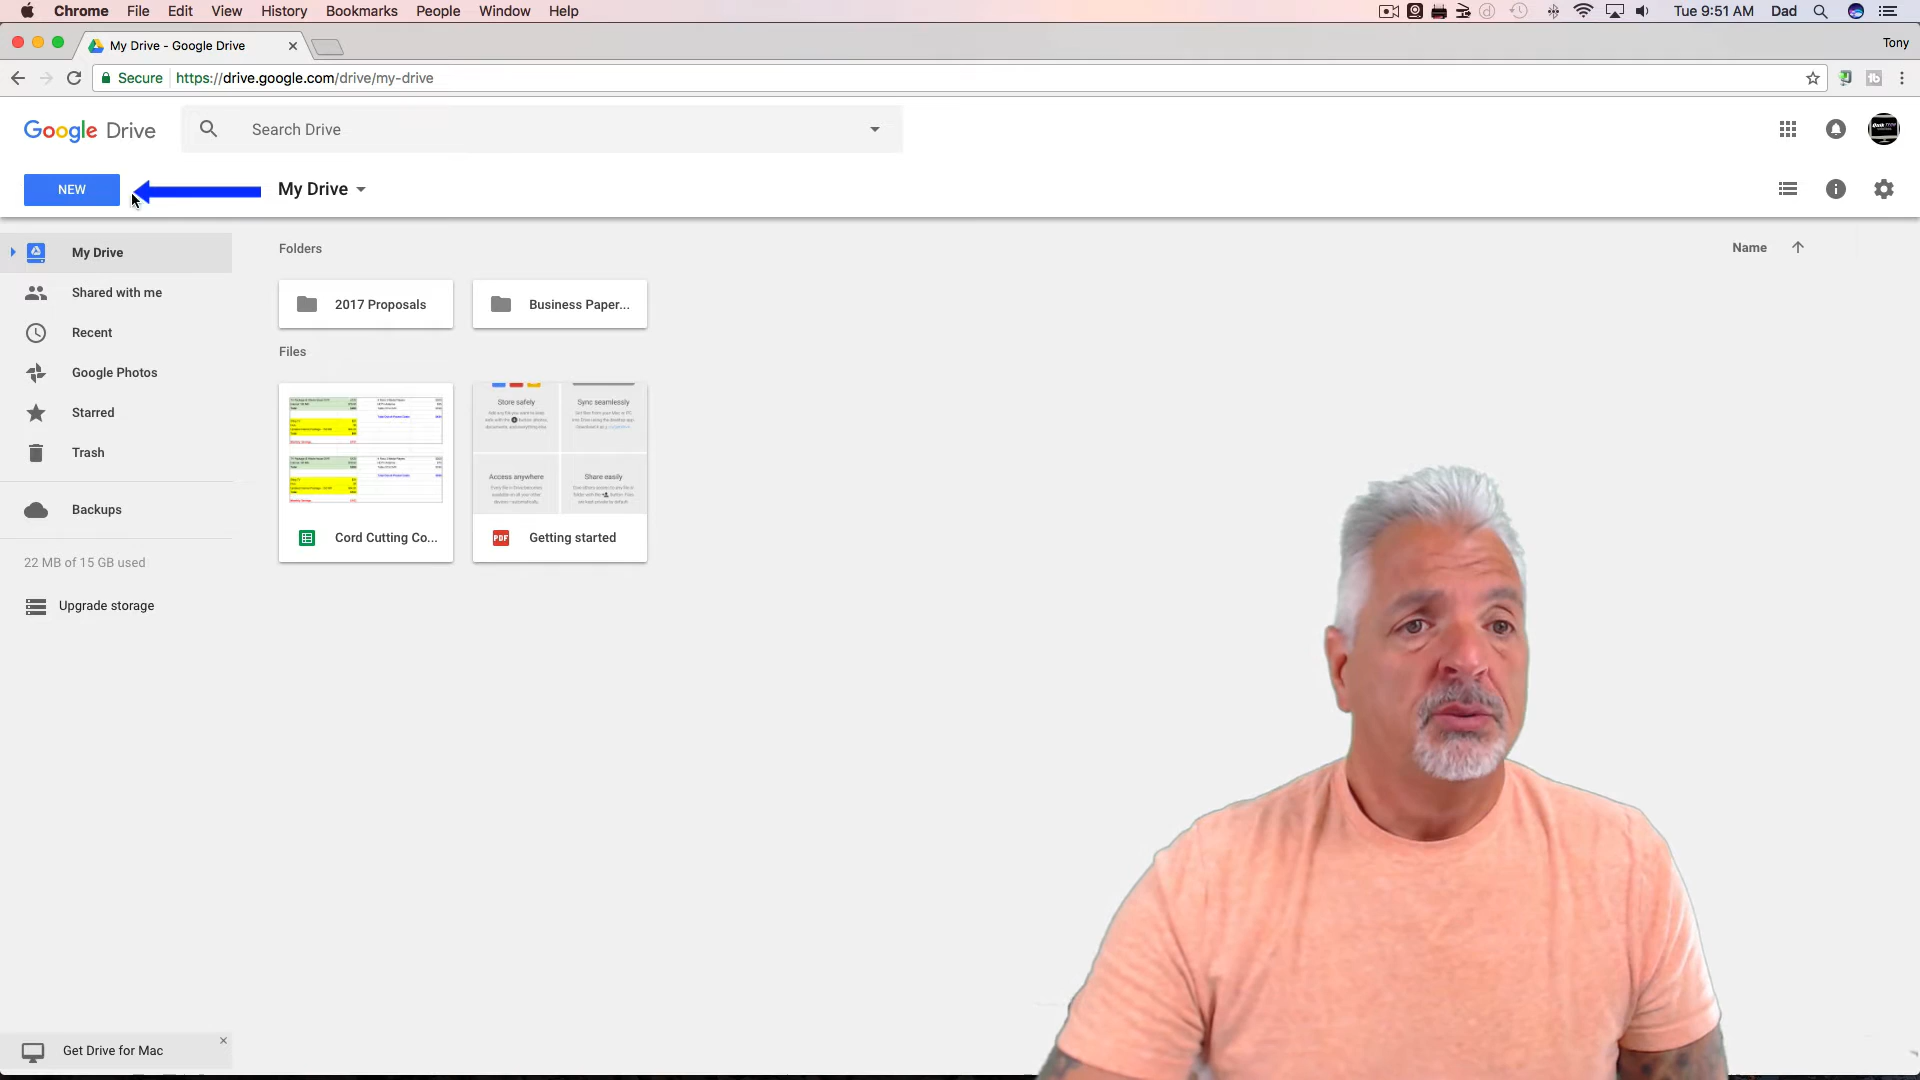 Chrome File Edit View History Bookmarks People Window Help Tue 9:51 AM Dad
My Drive - Google Drive Tony
Secure https://drive.google.com/drive/my-drive
Google Drive Search Drive
NEW My Drive
My Drive
Shared with me
Recent
Google Photos
Starred
Trash
Backups
22 MB of 15 GB used
Upgrade storage
Get Drive for Mac
Folders Name
2017 Proposals Business Paper...
Files
Store safely Sync seamlessly
Access anywhere Share easily
Cord Cutting Co... PDF Getting started